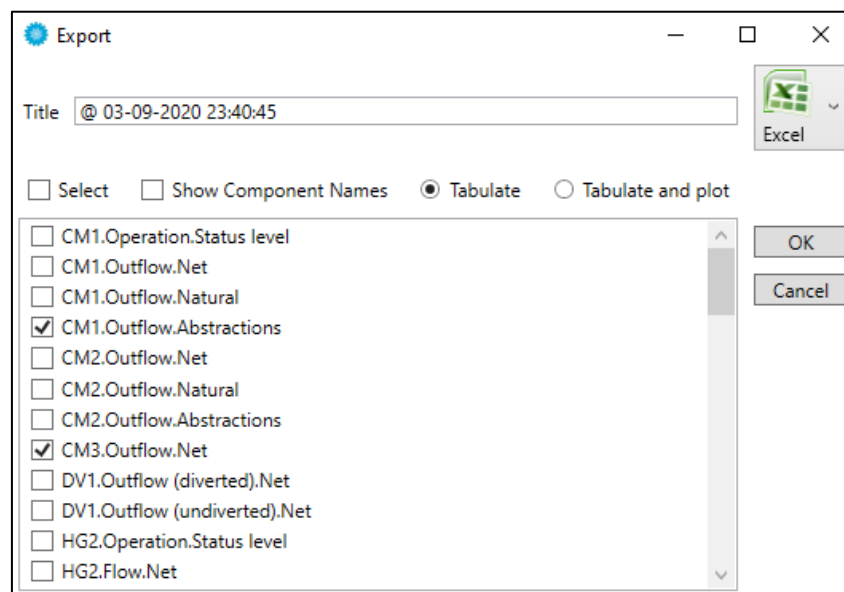 Export
Title @ 03-09-2020 23:40:45
Excel
Select Show Component Names Tabulate Tabulate and plot
CM1.Operation.Status level
CM1.Outflow.Net
CM1.Outflow.Natural
CM1.Outflow.Abstractions
CM2.Outflow.Net
CM2.Outflow.Natural
CM2.Outflow.Abstractions
CM3.Outflow.Net
DV1.Outflow (diverted).Net
DV1.Outflow (undiverted).Net
HG2.Operation.Status level
HG2.Flow.Net
OK
Cancel